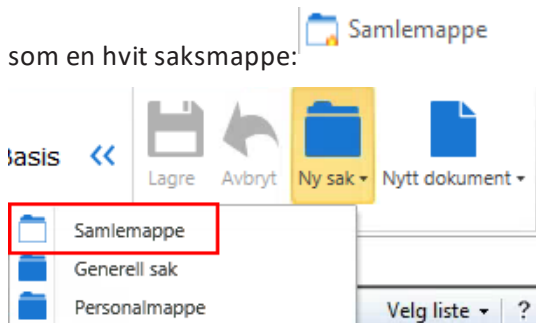 Samlemappe
som en hvit saksmappe:
Basis
Lagre Avbryt Ny sak Nytt dokument
Samlemappe
Generell sak
Personalmappe
Velg liste ?